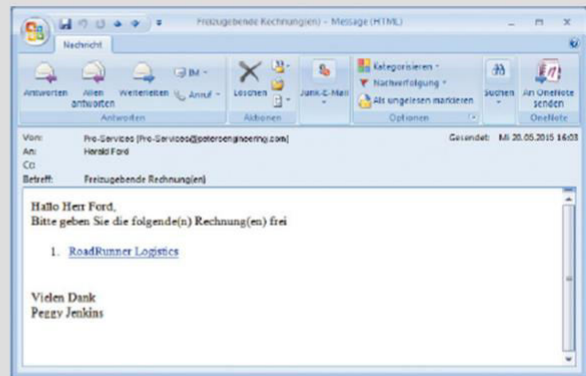 Freizugebende Rechnung(en) – Message (HTML)
Nachricht
Antworten
Allen antworten
Weiterleiten
IM
Anruf
Antworten
Löschen
Aktionen
Junk-E-Mail
Kategorisieren
Nachverfolgung
Als ungelesen markieren
Optionen
Suchen
An OneNote senden
OneNote
Von: Pre-Services [Pre-Services@petersengineering.com]
Gesendet: Mi 20.05.2015 16:03
An: Harald Ford
Cc:
Betreff: Freizugebende Rechnung(en)
Hallo Herr Ford,
Bitte geben Sie die folgende(n) Rechnung(en) frei
1. RoadRunner Logistics
Vielen Dank
Peggy Jenkins